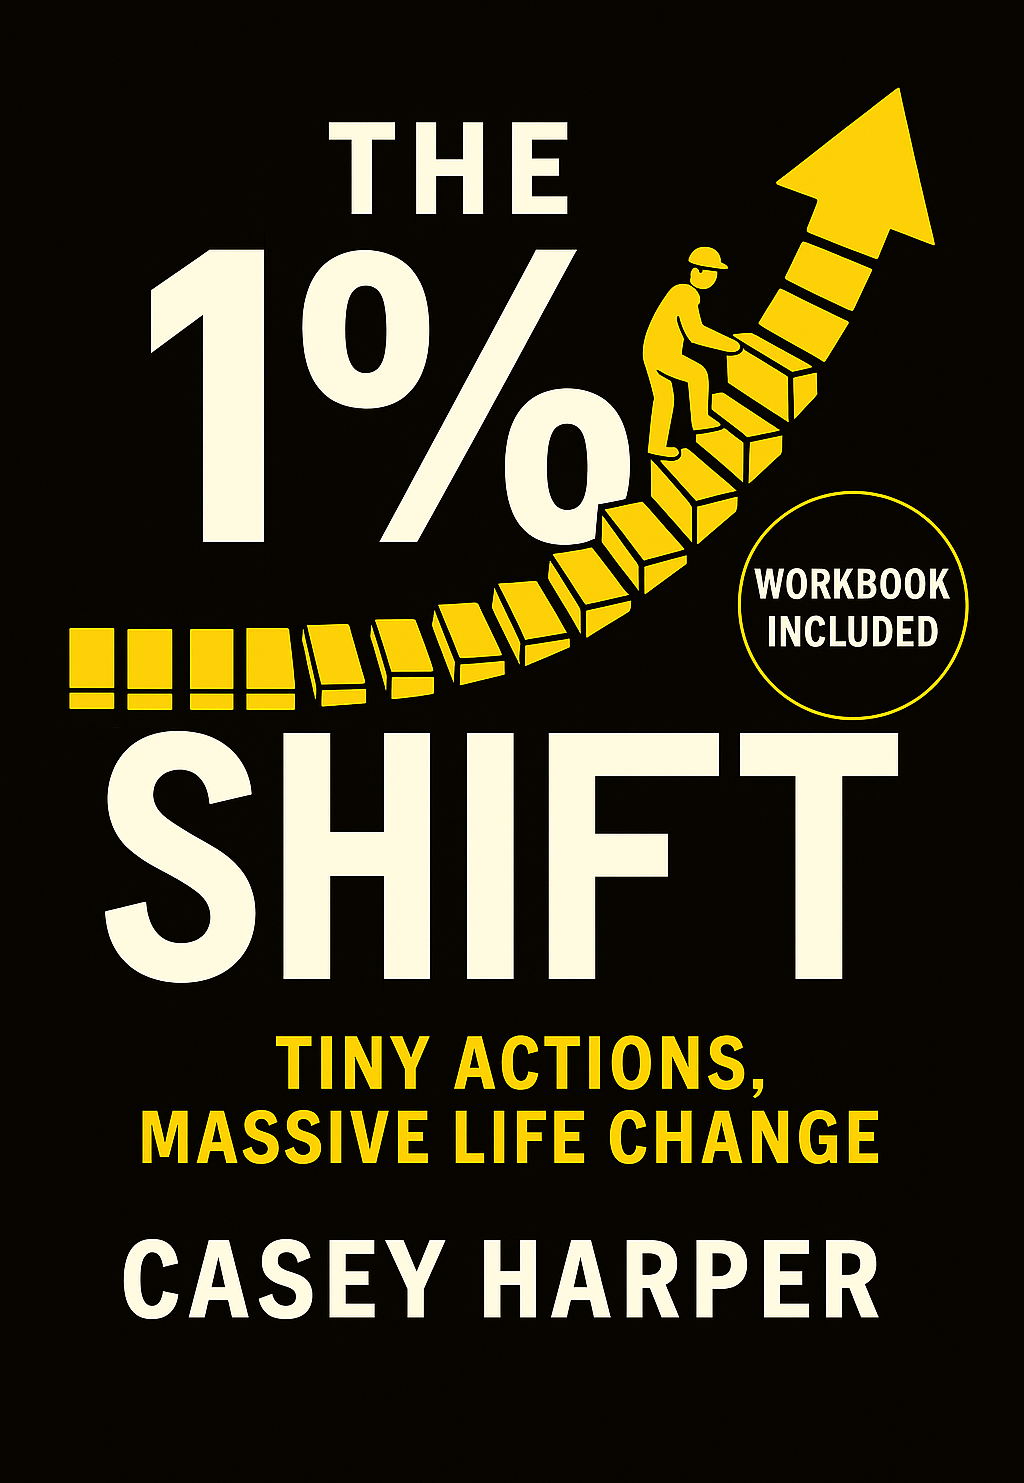 THE
1%
WORKBOOK
INCLUDED
SHIFT
TINY ACTIONS,
MASSIVE LIFE CHANGE
CASEY HARPER